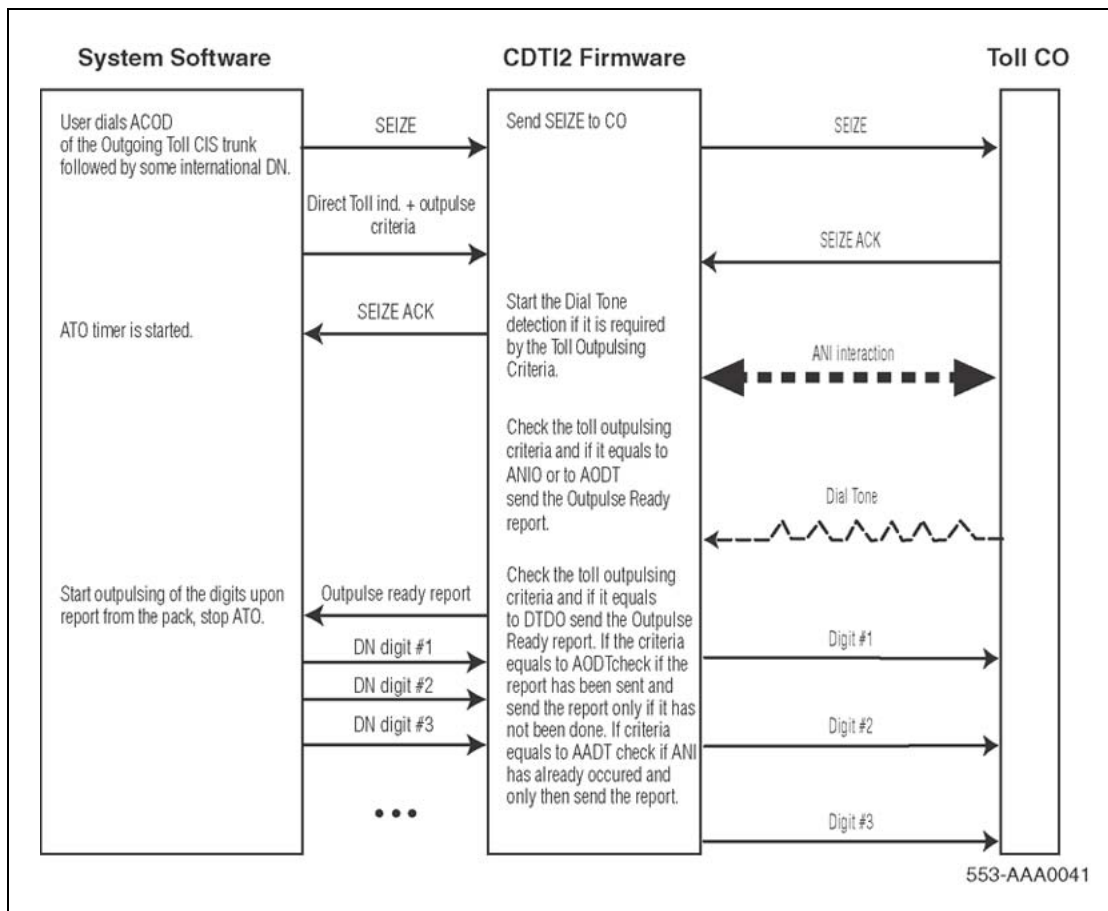 System Software
CDTI2 Firmware
Toll CO
User dials ACOD
of the Outgoing Toll CIS trunk
followed by some international DN.
SEIZE
Send SEIZE to CO
SEIZE
Direct Toll ind. + outpulse
criteria
SEIZE ACK
ATO timer is started.
SEIZE ACK
Start the Dial Tone
detection if it is required
by the Toll Outpulsing
Criteria.
ANI interaction
Check the toll outpulsing
criteria and if it equals to
ANIO or to AODT
send the Outpulse Ready
report.
Dial Tone
Start outpulsing of the digits upon
report from the pack, stop ATO.
Outpulse ready report
DN digit #1
DN digit #2
DN digit #3
Check the toll outpulsing
criteria and if it equals
to DTDO send the Outpulse
Ready report. If the criteria
equals to AODTcheck if the
report has been sent and
send the report only if it has
not been done. If criteria
equals to AADT check if ANI
has already occured and
only then send the report.
Digit #1
Digit #2
Digit #3
•••
553-AAA0041